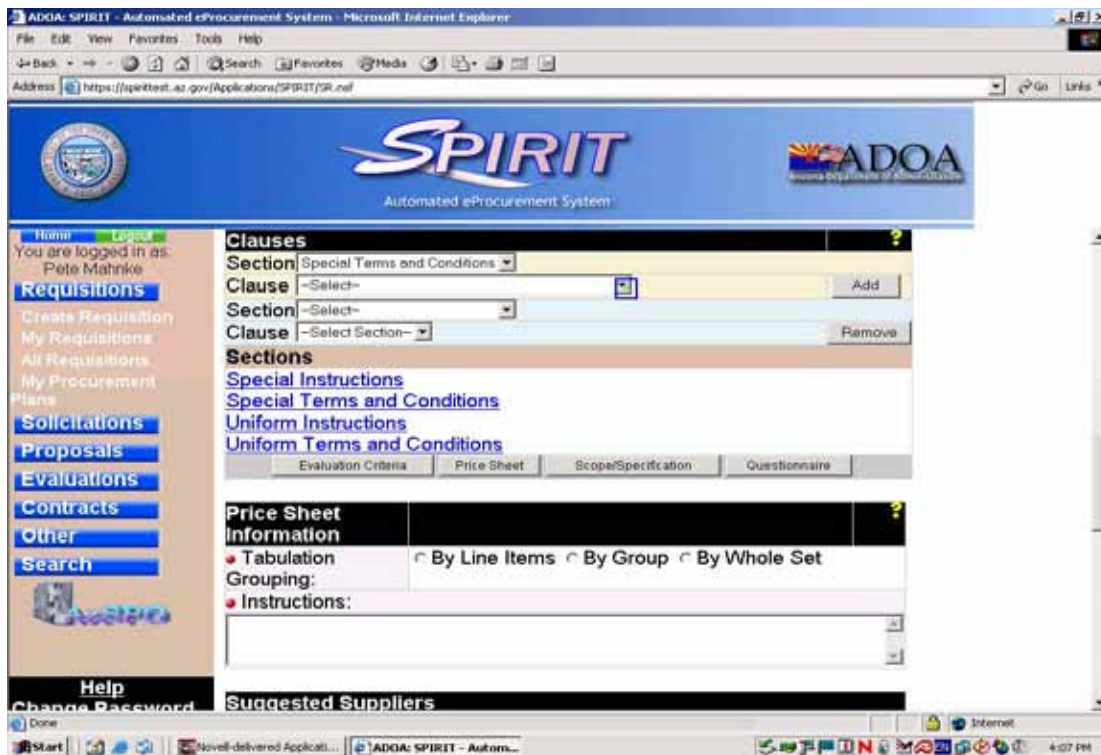 ADOA: SPIRIT - Automated eProcurement System - Microsoft Internet Explorer
File Edit View Favorites Tools Help
Back Search Favorites Media
Address https://spirittest.az.gov/Applications/SPIRIT/SR.nsf Go Links
SPIRIT
Automated eProcurement System
ADOA
Arizona Department of Administration
Home Logout
You are logged in as:
Pete Mahnke
Requisitions
Create Requisition
My Requisitions
All Requisitions
My Procurement
Plans
Solicitations
Proposals
Evaluations
Contracts
Other
Search
Help
Change Password
Clauses ?
Section Special Terms and Conditions
Clause -Select- Add
Section -Select-
Clause -Select Section- Remove
Sections
Special Instructions
Special Terms and Conditions
Uniform Instructions
Uniform Terms and Conditions
Evaluation Criteria Price Sheet Scope/Specification Questionnaire
Price Sheet
Information ?
Tabulation
Grouping:
By Line Items By Group By Whole Set
Instructions:
Suggested Suppliers
Done Internet
Start Novell-delivered Applicati... ADOA: SPIRIT - Autom... 4:07 PM